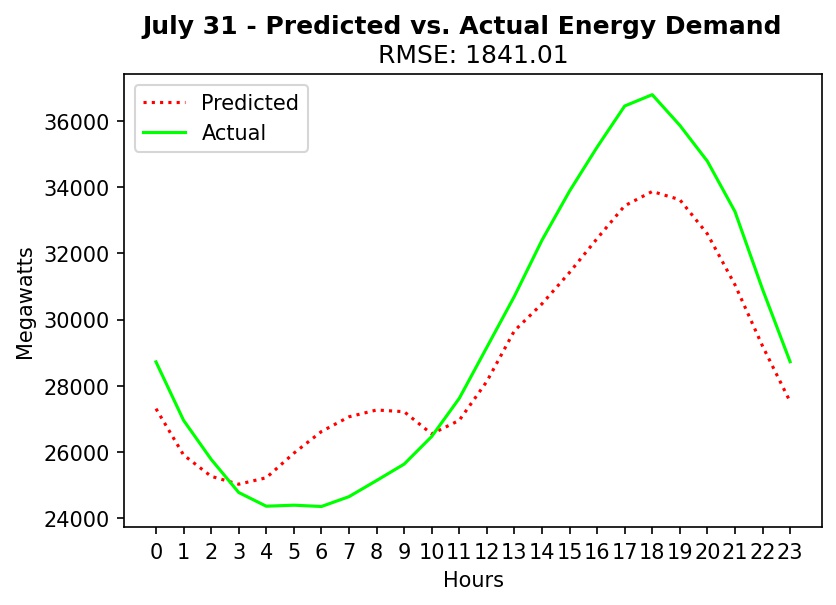 July 31 - Predicted vs. Actual Energy Demand
RMSE: 1841.01
Predicted
Actual
36000
34000
32000
30000
28000
26000
24000
Megawatts
0 1 2 3 4 5 6 7 8 9 10 11 12 13 14 15 16 17 18 19 20 21 22 23
Hours